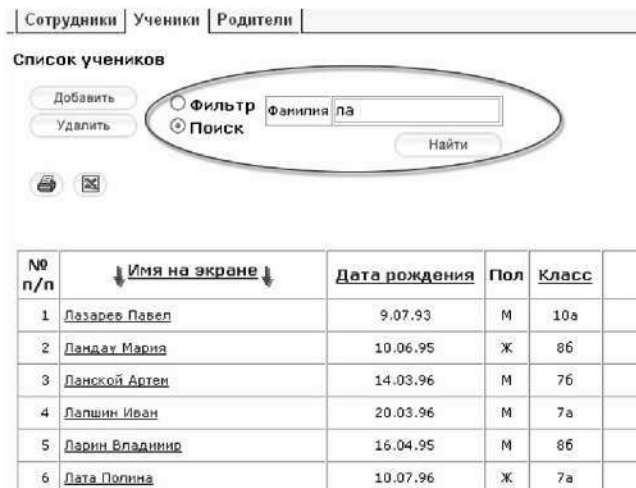 Сотрудники Ученики Родители
Список учеников
Добавить
Удалить
Фильтр
Поиск
Фамилия ла
Найти
№ п/п Имя на экране Дата рождения Пол Класс
1 Лазарев Павел 9.07.93 М 10а
2 Ландау Мария 10.06.95 Ж 8б
3 Ланской Артем 14.03.96 М 7б
4 Лапшин Иван 20.03.96 М 7а
5 Ларин Владимир 16.04.95 М 8б
6 Лата Полина 10.07.96 Ж 7а